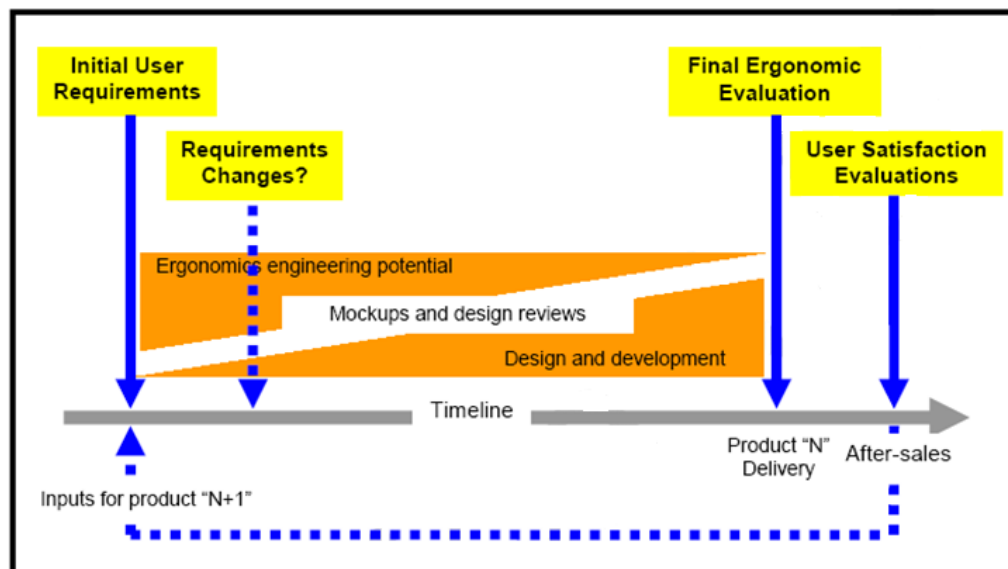 Initial User
Requirements
Final Ergonomic
Evaluation
Requirements
Changes?
User Satisfaction
Evaluations
Ergonomics engineering potential
Mockups and design reviews
Design and development
Timeline
Product “N”
Delivery
After-sales
Inputs for product “N+1”